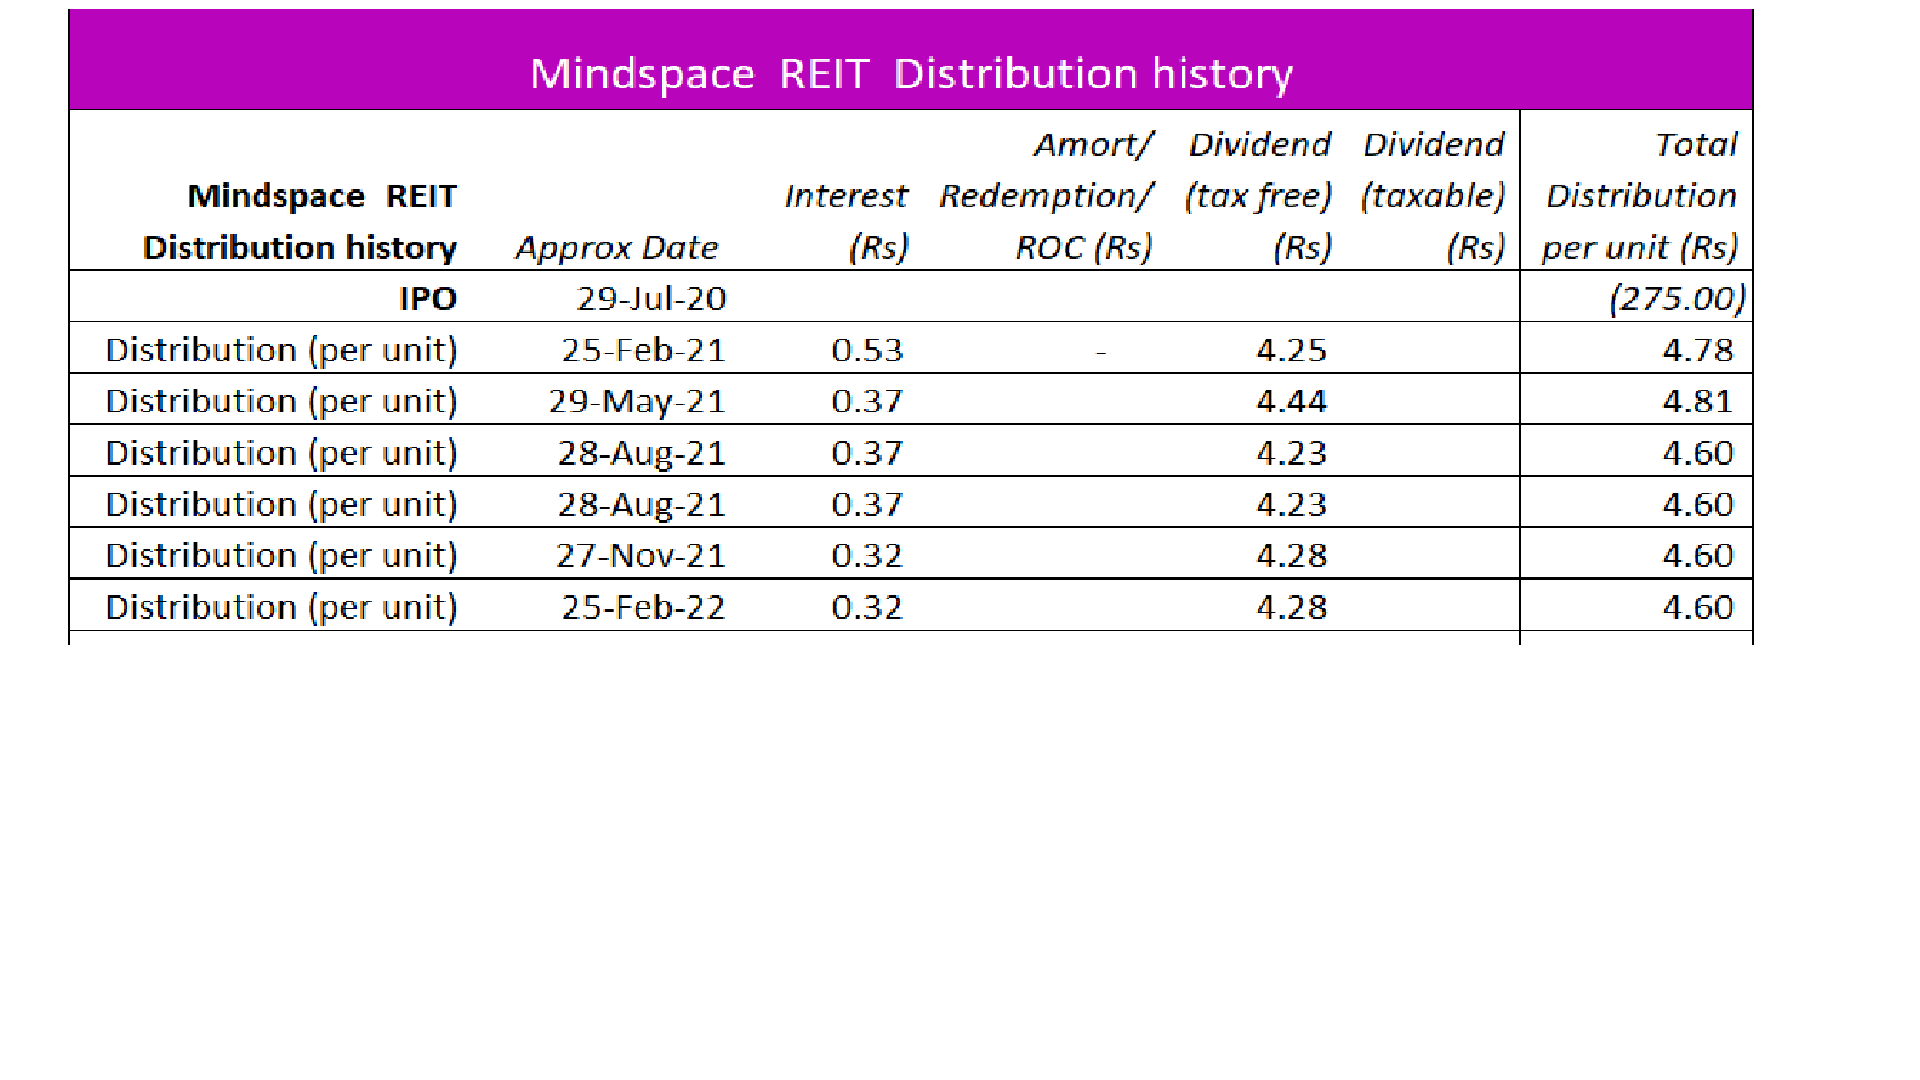 Mindspace REIT Distribution history
Amort/ Dividend Dividend Total
Mindspace REIT Interest Redemption/ (tax free) (taxable) Distribution
Distribution history Approx Date (Rs) ROC (Rs) (Rs) (Rs) per unit (Rs)
IPO 29-Jul-20 (275.00)
Distribution (per unit) 25-Feb-21 0.53 - 4.25 4.78
Distribution (per unit) 29-May-21 0.37 4.44 4.81
Distribution (per unit) 28-Aug-21 0.37 4.23 4.60
Distribution (per unit) 28-Aug-21 0.37 4.23 4.60
Distribution (per unit) 27-Nov-21 0.32 4.28 4.60
Distribution (per unit) 25-Feb-22 0.32 4.28 4.60